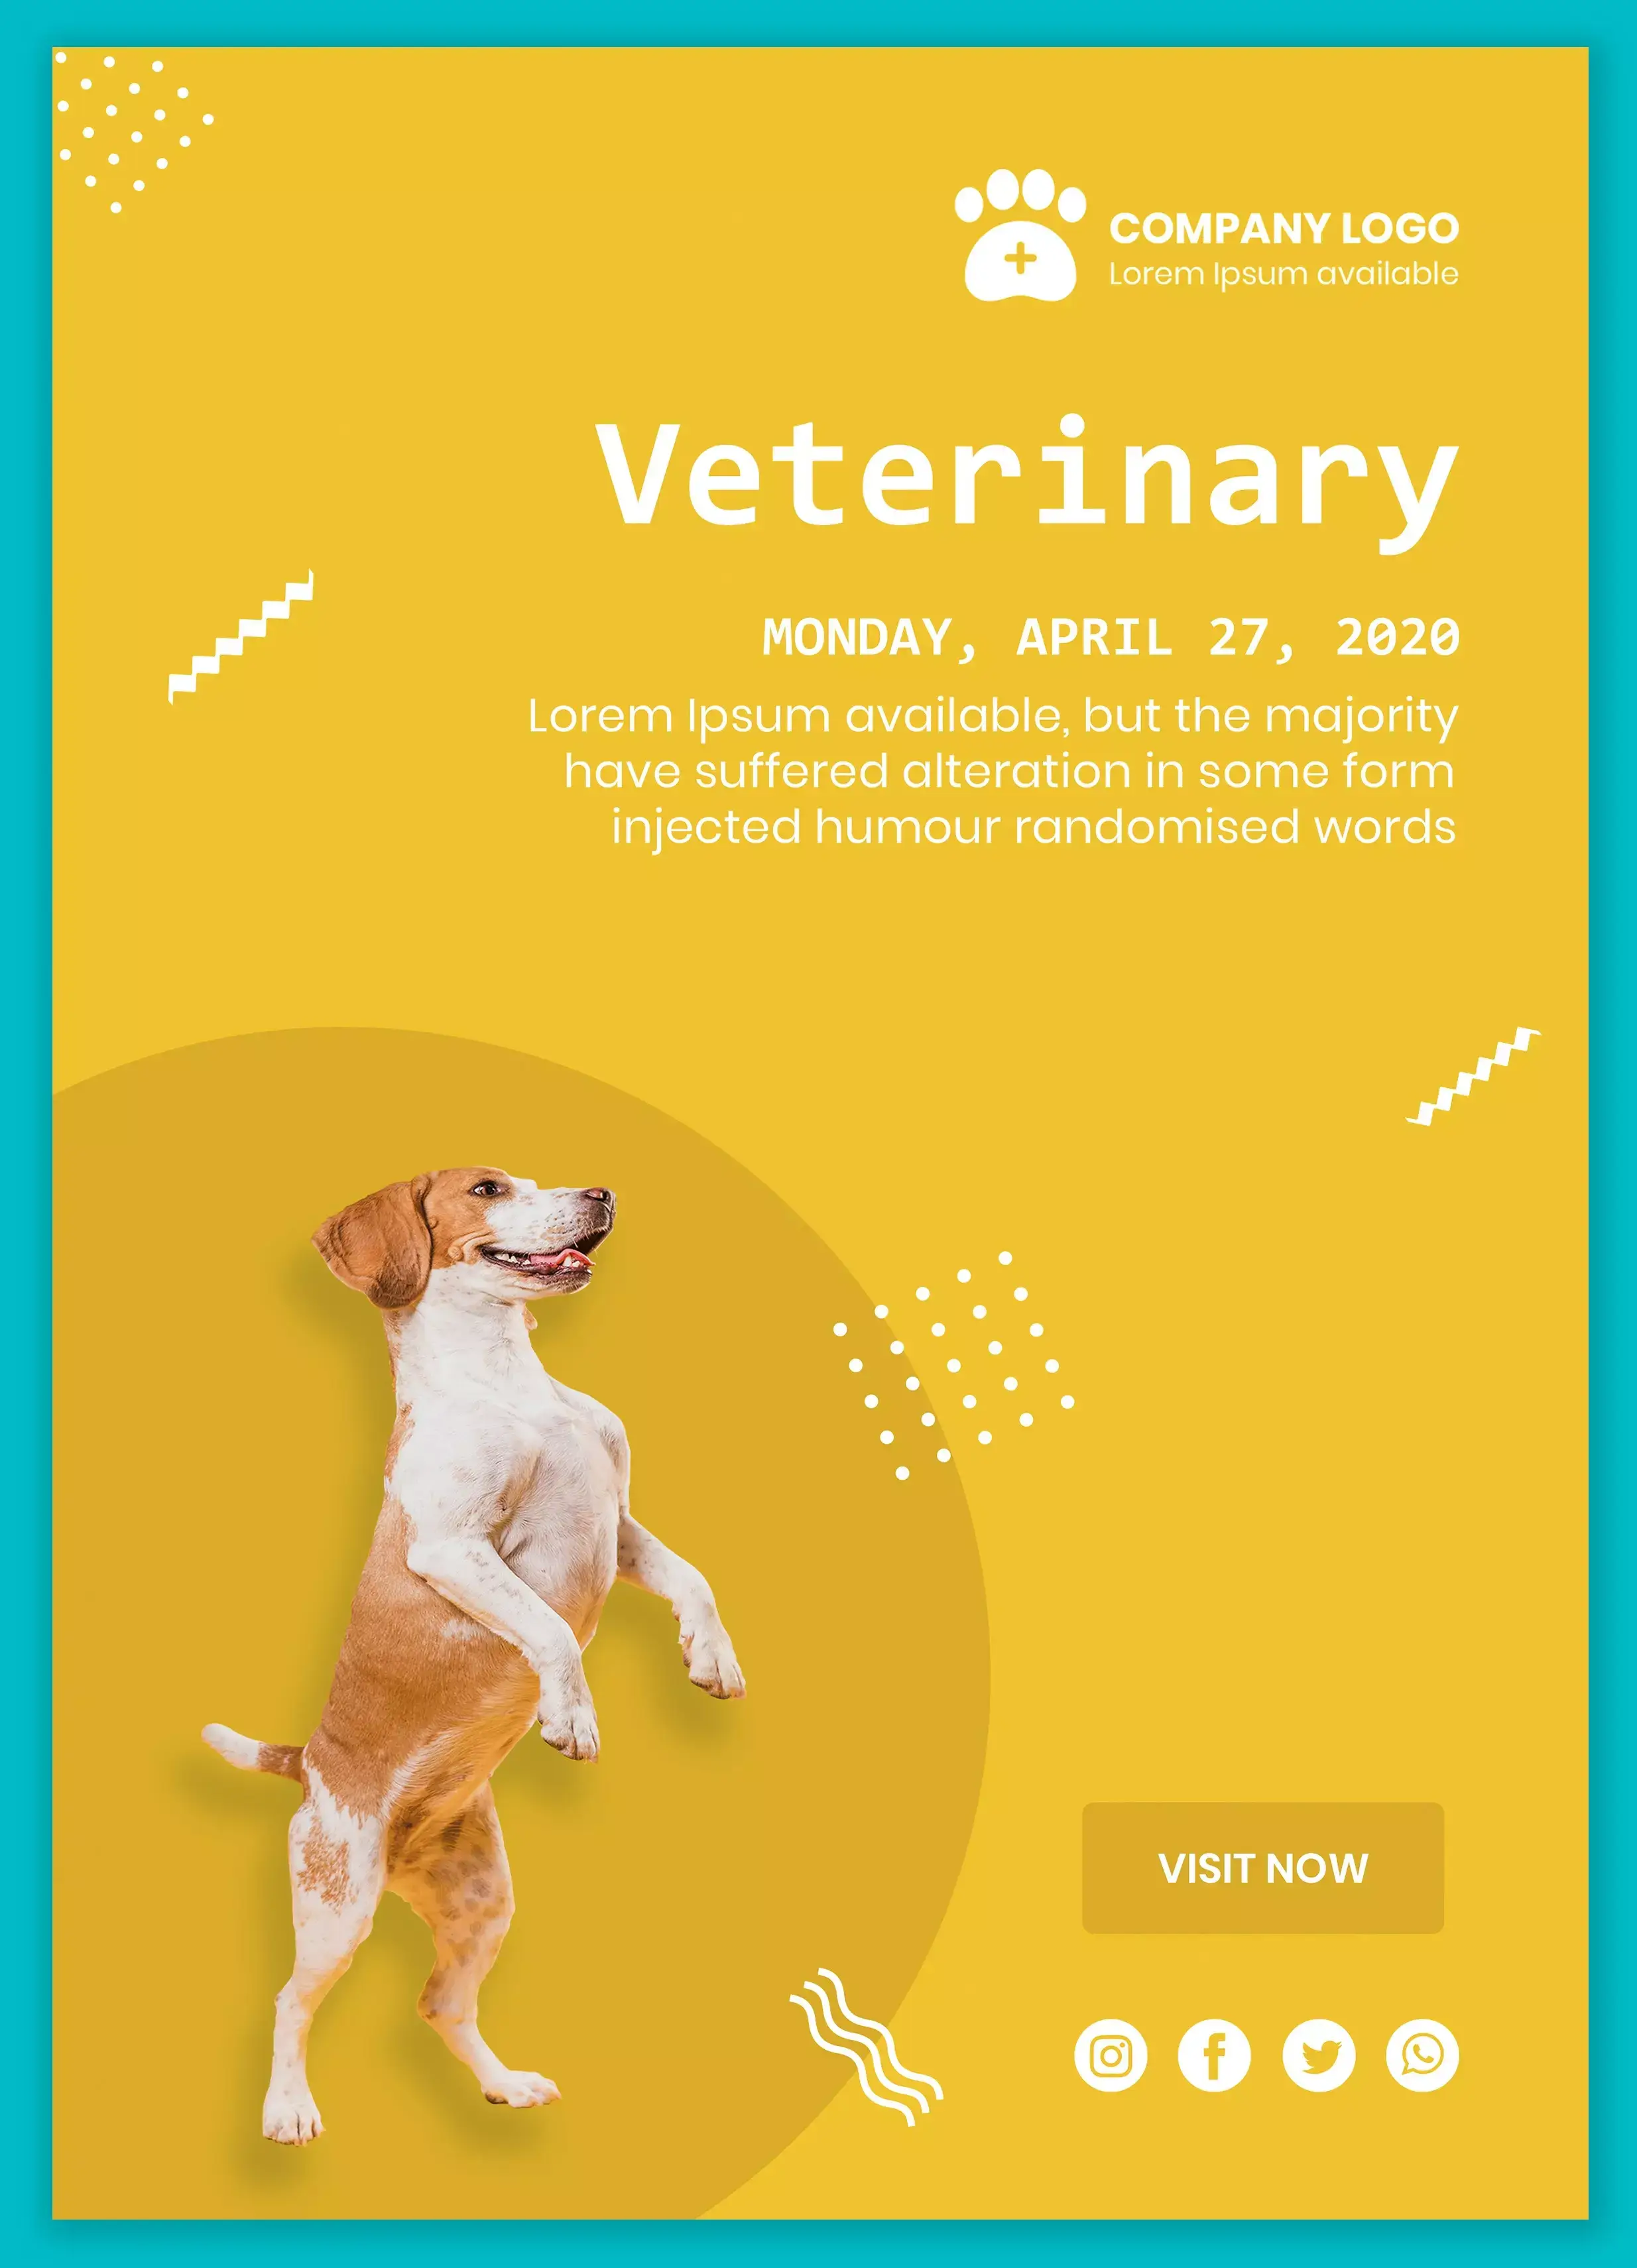 COMPANY LOGO
Lorem Ipsum available
Veterinary
MONDAY, APRIL 27, 2020
Lorem Ipsum available, but the majority
have suffered alteration in some form
injected humour randomised words
VISIT NOW